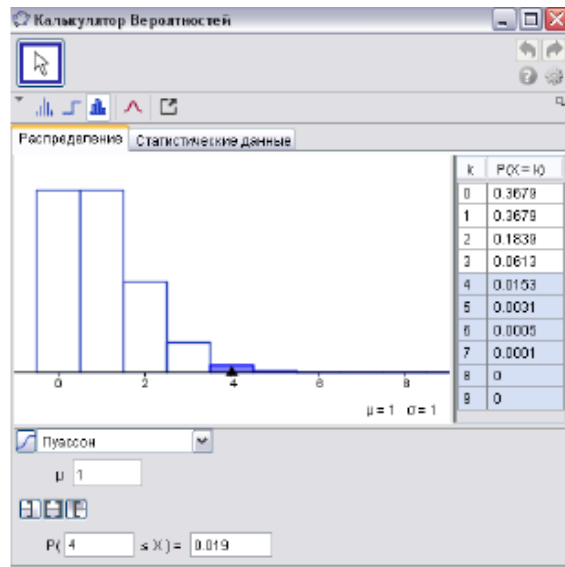 Калькулятор Вероятностей
Распределение Статистические данные
k P(X = k)
0 0.3679
1 0.3679
2 0.1839
3 0.0613
4 0.0153
5 0.0031
6 0.0005
7 0.0001
8 0
9 0
0 2 4 6 8
μ = 1 σ = 1
Пуассон
μ 1
P( 4 ≤ X ) = 0.019